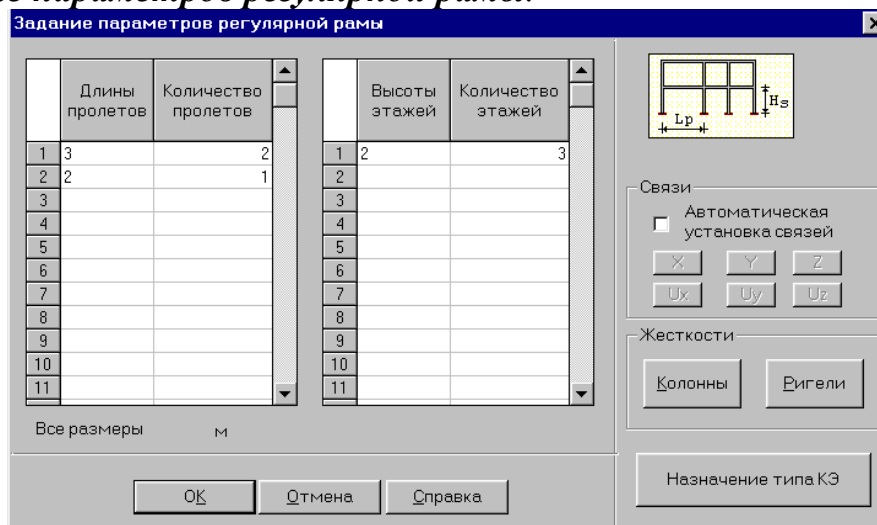 параметров регулярной рамы.
Задание параметров регулярной рамы
Длины пролетов Количество пролетов
1 3 2
2 2 1
3
4
5
6
7
8
9
10
11
Высоты этажей Количество этажей
1 2 3
2
3
4
5
6
7
8
9
10
11
Все размеры м
OK Отмена Справка
Lp Hs
Связи
Автоматическая
установка связей
X Y Z
Ux Uy Uz
Жесткости
Колонны Ригели
Назначение типа КЭ